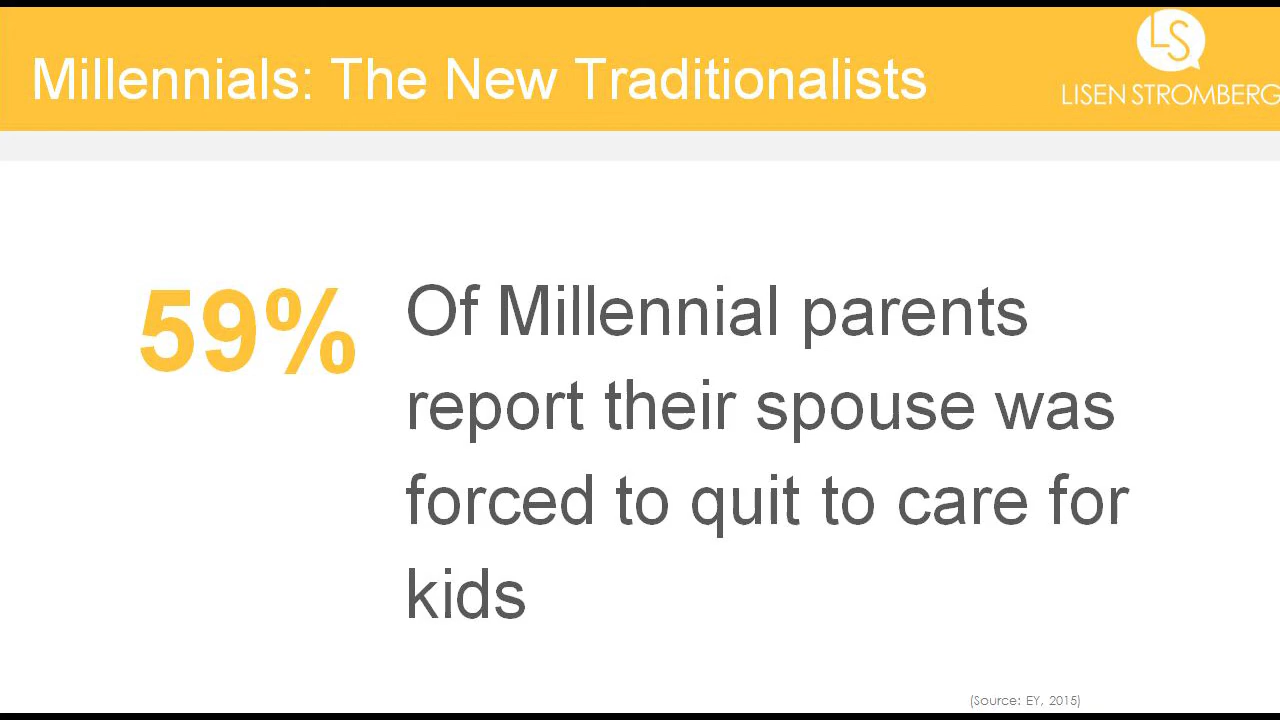 Millennials: The New Traditionalists
LS
LISEN STROMBERG
59%
Of Millennial parents
report their spouse was
forced to quit to care for
kids
(Source: EY, 2015)